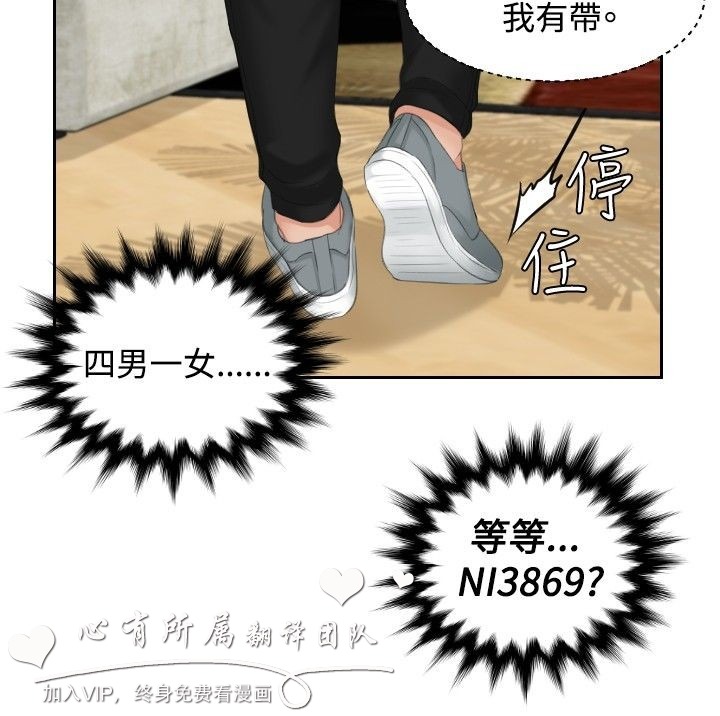 我有帶。
停
住
四男一女......
等等...
NI3869?
心有所属翻译团队
加入VIP，终身免费看漫画